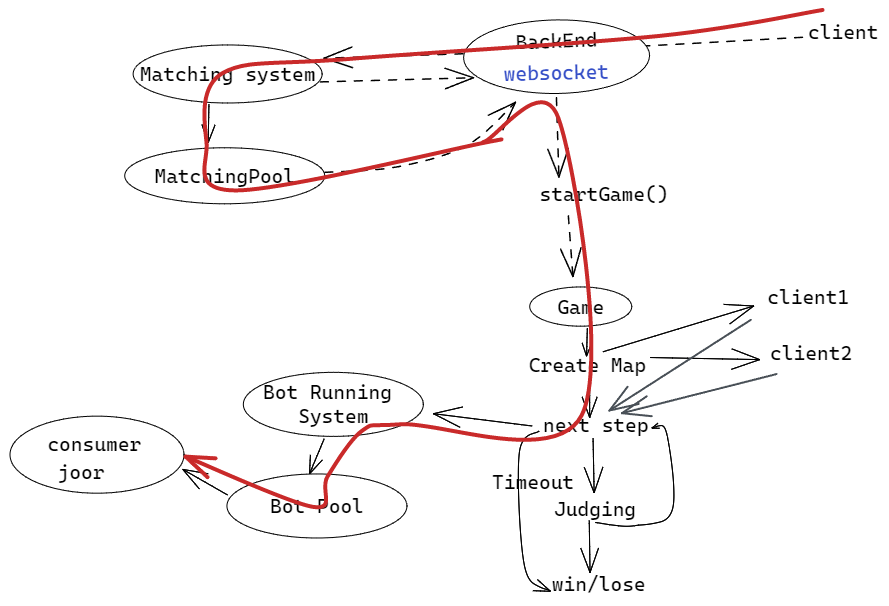 client
BackEnd
websocket
Matching system
MatchingPool
startGame()
Game
client1
client2
Create Map
Bot Running
System
next step
consumer
joor
Timeout
Bot Pool
Judging
win/lose